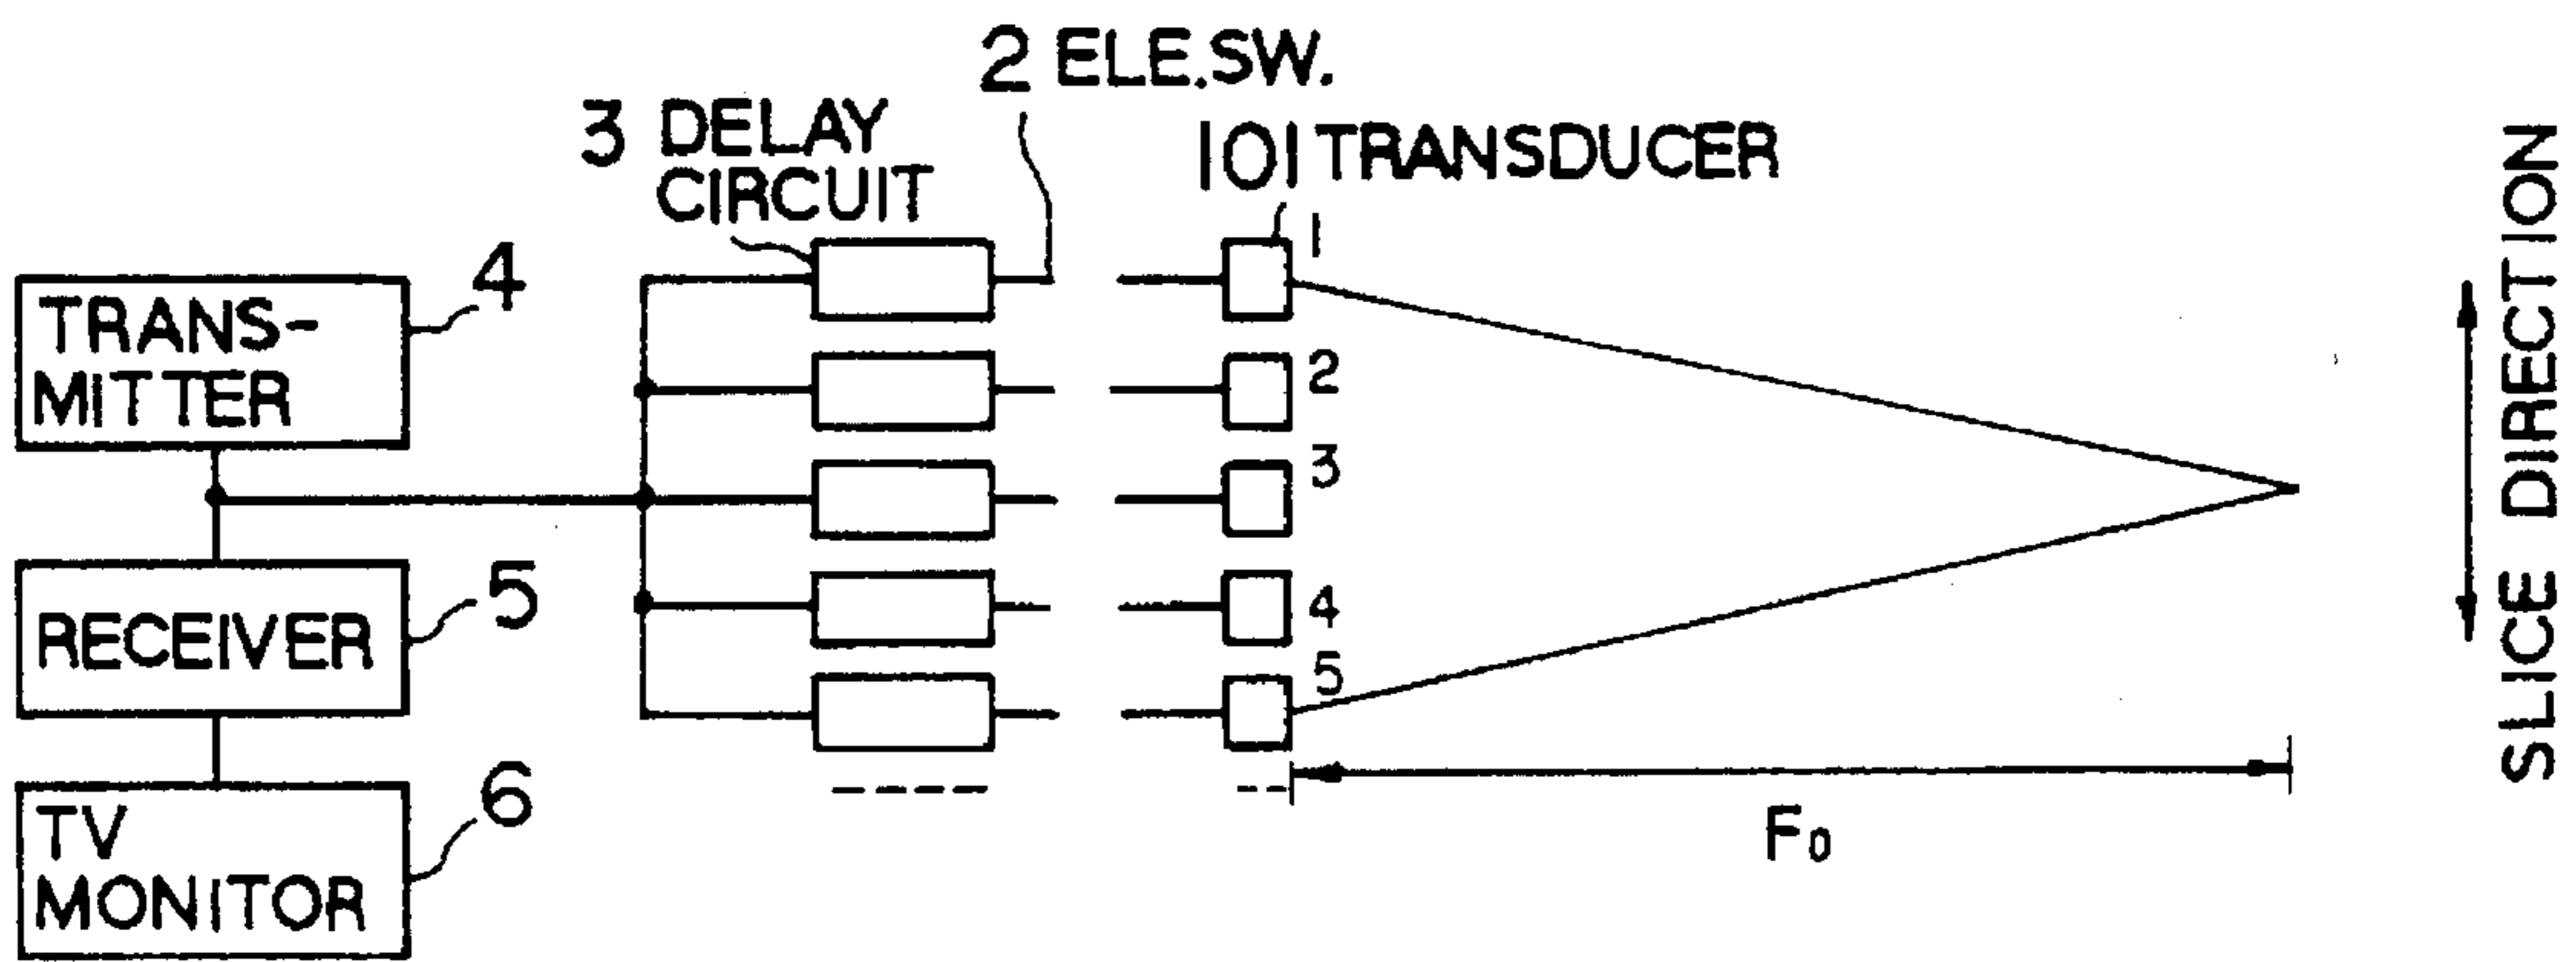 2 ELE.SW.
3 DELAY
CIRCUIT
101 TRANSDUCER
4
TRANS-
MITTER
5
RECEIVER
6
TV
MONITOR
1
2
3
4
5
F0
SLICE DIRECTION